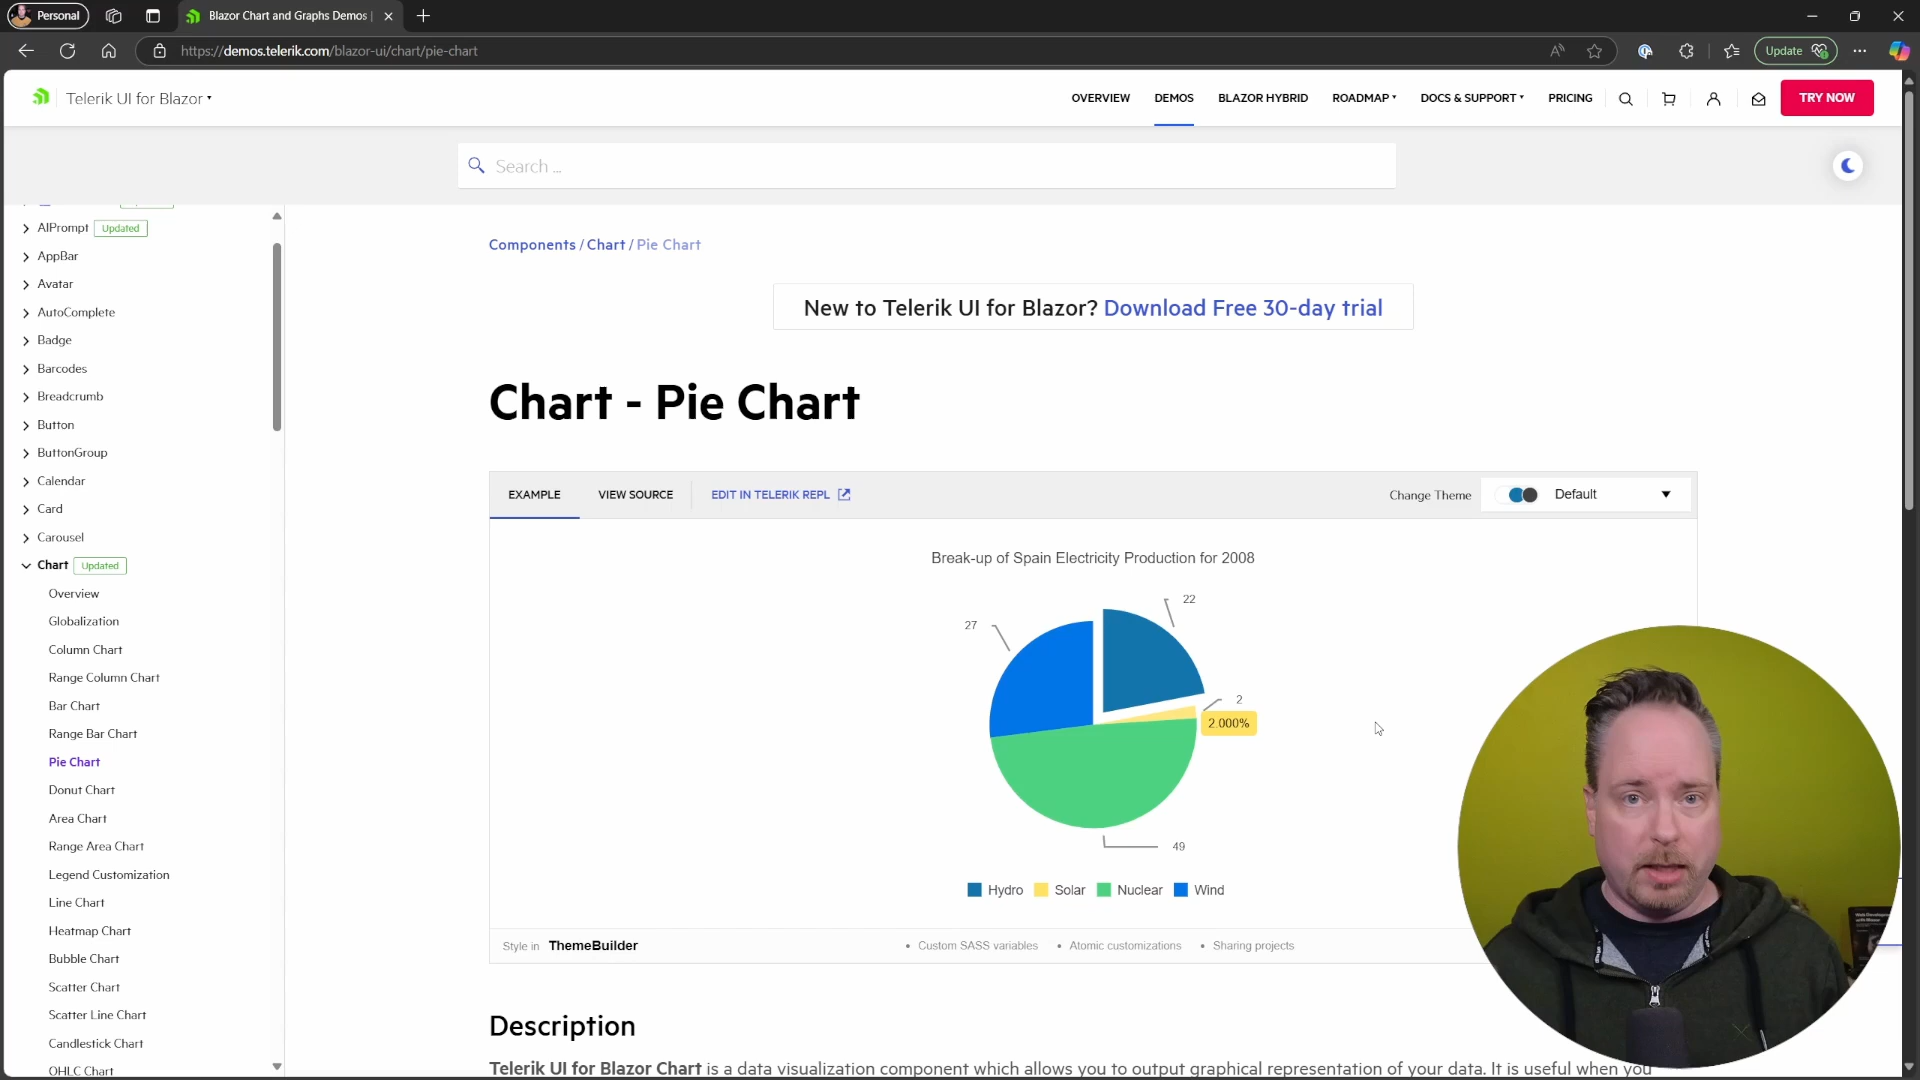 Personal
Blazor Chart and Graphs Demos |
https://demos.telerik.com/blazor-ui/chart/pie-chart
Update
Telerik UI for Blazor
OVERVIEW
DEMOS
BLAZOR HYBRID
ROADMAP
DOCS & SUPPORT
PRICING
TRY NOW
Search ...
AIPrompt Updated
AppBar
Avatar
AutoComplete
Badge
Barcodes
Breadcrumb
Button
ButtonGroup
Calendar
Card
Carousel
Chart Updated
Overview
Globalization
Column Chart
Range Column Chart
Bar Chart
Range Bar Chart
Pie Chart
Donut Chart
Area Chart
Range Area Chart
Legend Customization
Line Chart
Heatmap Chart
Bubble Chart
Scatter Chart
Scatter Line Chart
Candlestick Chart
OHLC Chart
Components / Chart / Pie Chart
New to Telerik UI for Blazor? Download Free 30-day trial
Chart - Pie Chart
EXAMPLE
VIEW SOURCE
EDIT IN TELERIK REPL
Change Theme
Default
Break-up of Spain Electricity Production for 2008
22
27
2
2.000%
49
Hydro
Solar
Nuclear
Wind
Style in ThemeBuilder
• Custom SASS variables
• Atomic customizations
• Sharing projects
Description
Telerik UI for Blazor Chart is a data visualization component which allows you to output graphical representation of your data. It is useful when you